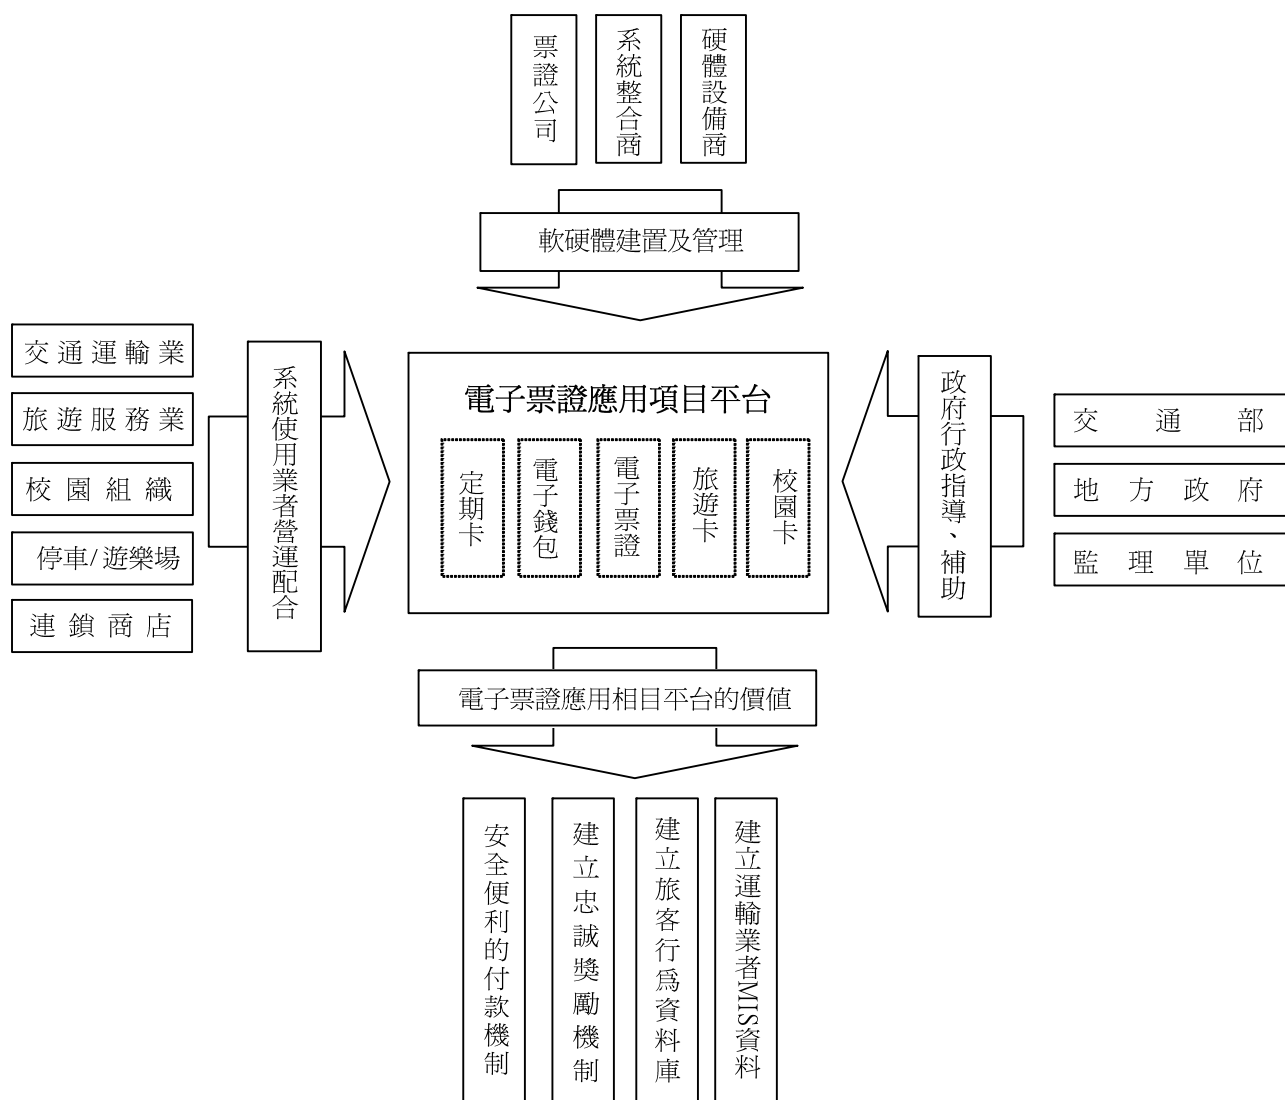 票證公司
系統整合商
硬體設備商
軟硬體建置及管理
交通運輸業
旅遊服務業
校園組織
停車/遊樂場
連鎖商店
系統使用業者營運配合
電子票證應用項目平台
定期卡
電子錢包
電子票證
旅遊卡
校園卡
政府行政指導、補助
交通部
地方政府
監理單位
電子票證應用相目平台的價值
安全便利的付款機制
建立忠誠獎勵機制
建立旅客行為資料庫
建立運輸業者MIS資料